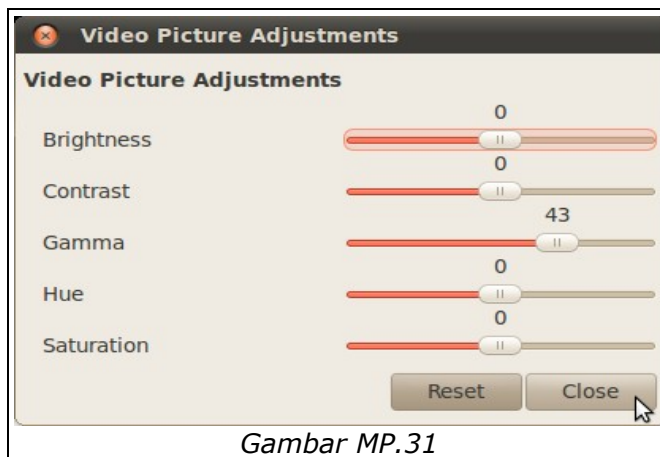 Video Picture Adjustments
Video Picture Adjustments
0
Brightness
0
Contrast
43
Gamma
0
Hue
0
Saturation
Reset Close
Gambar MP.31